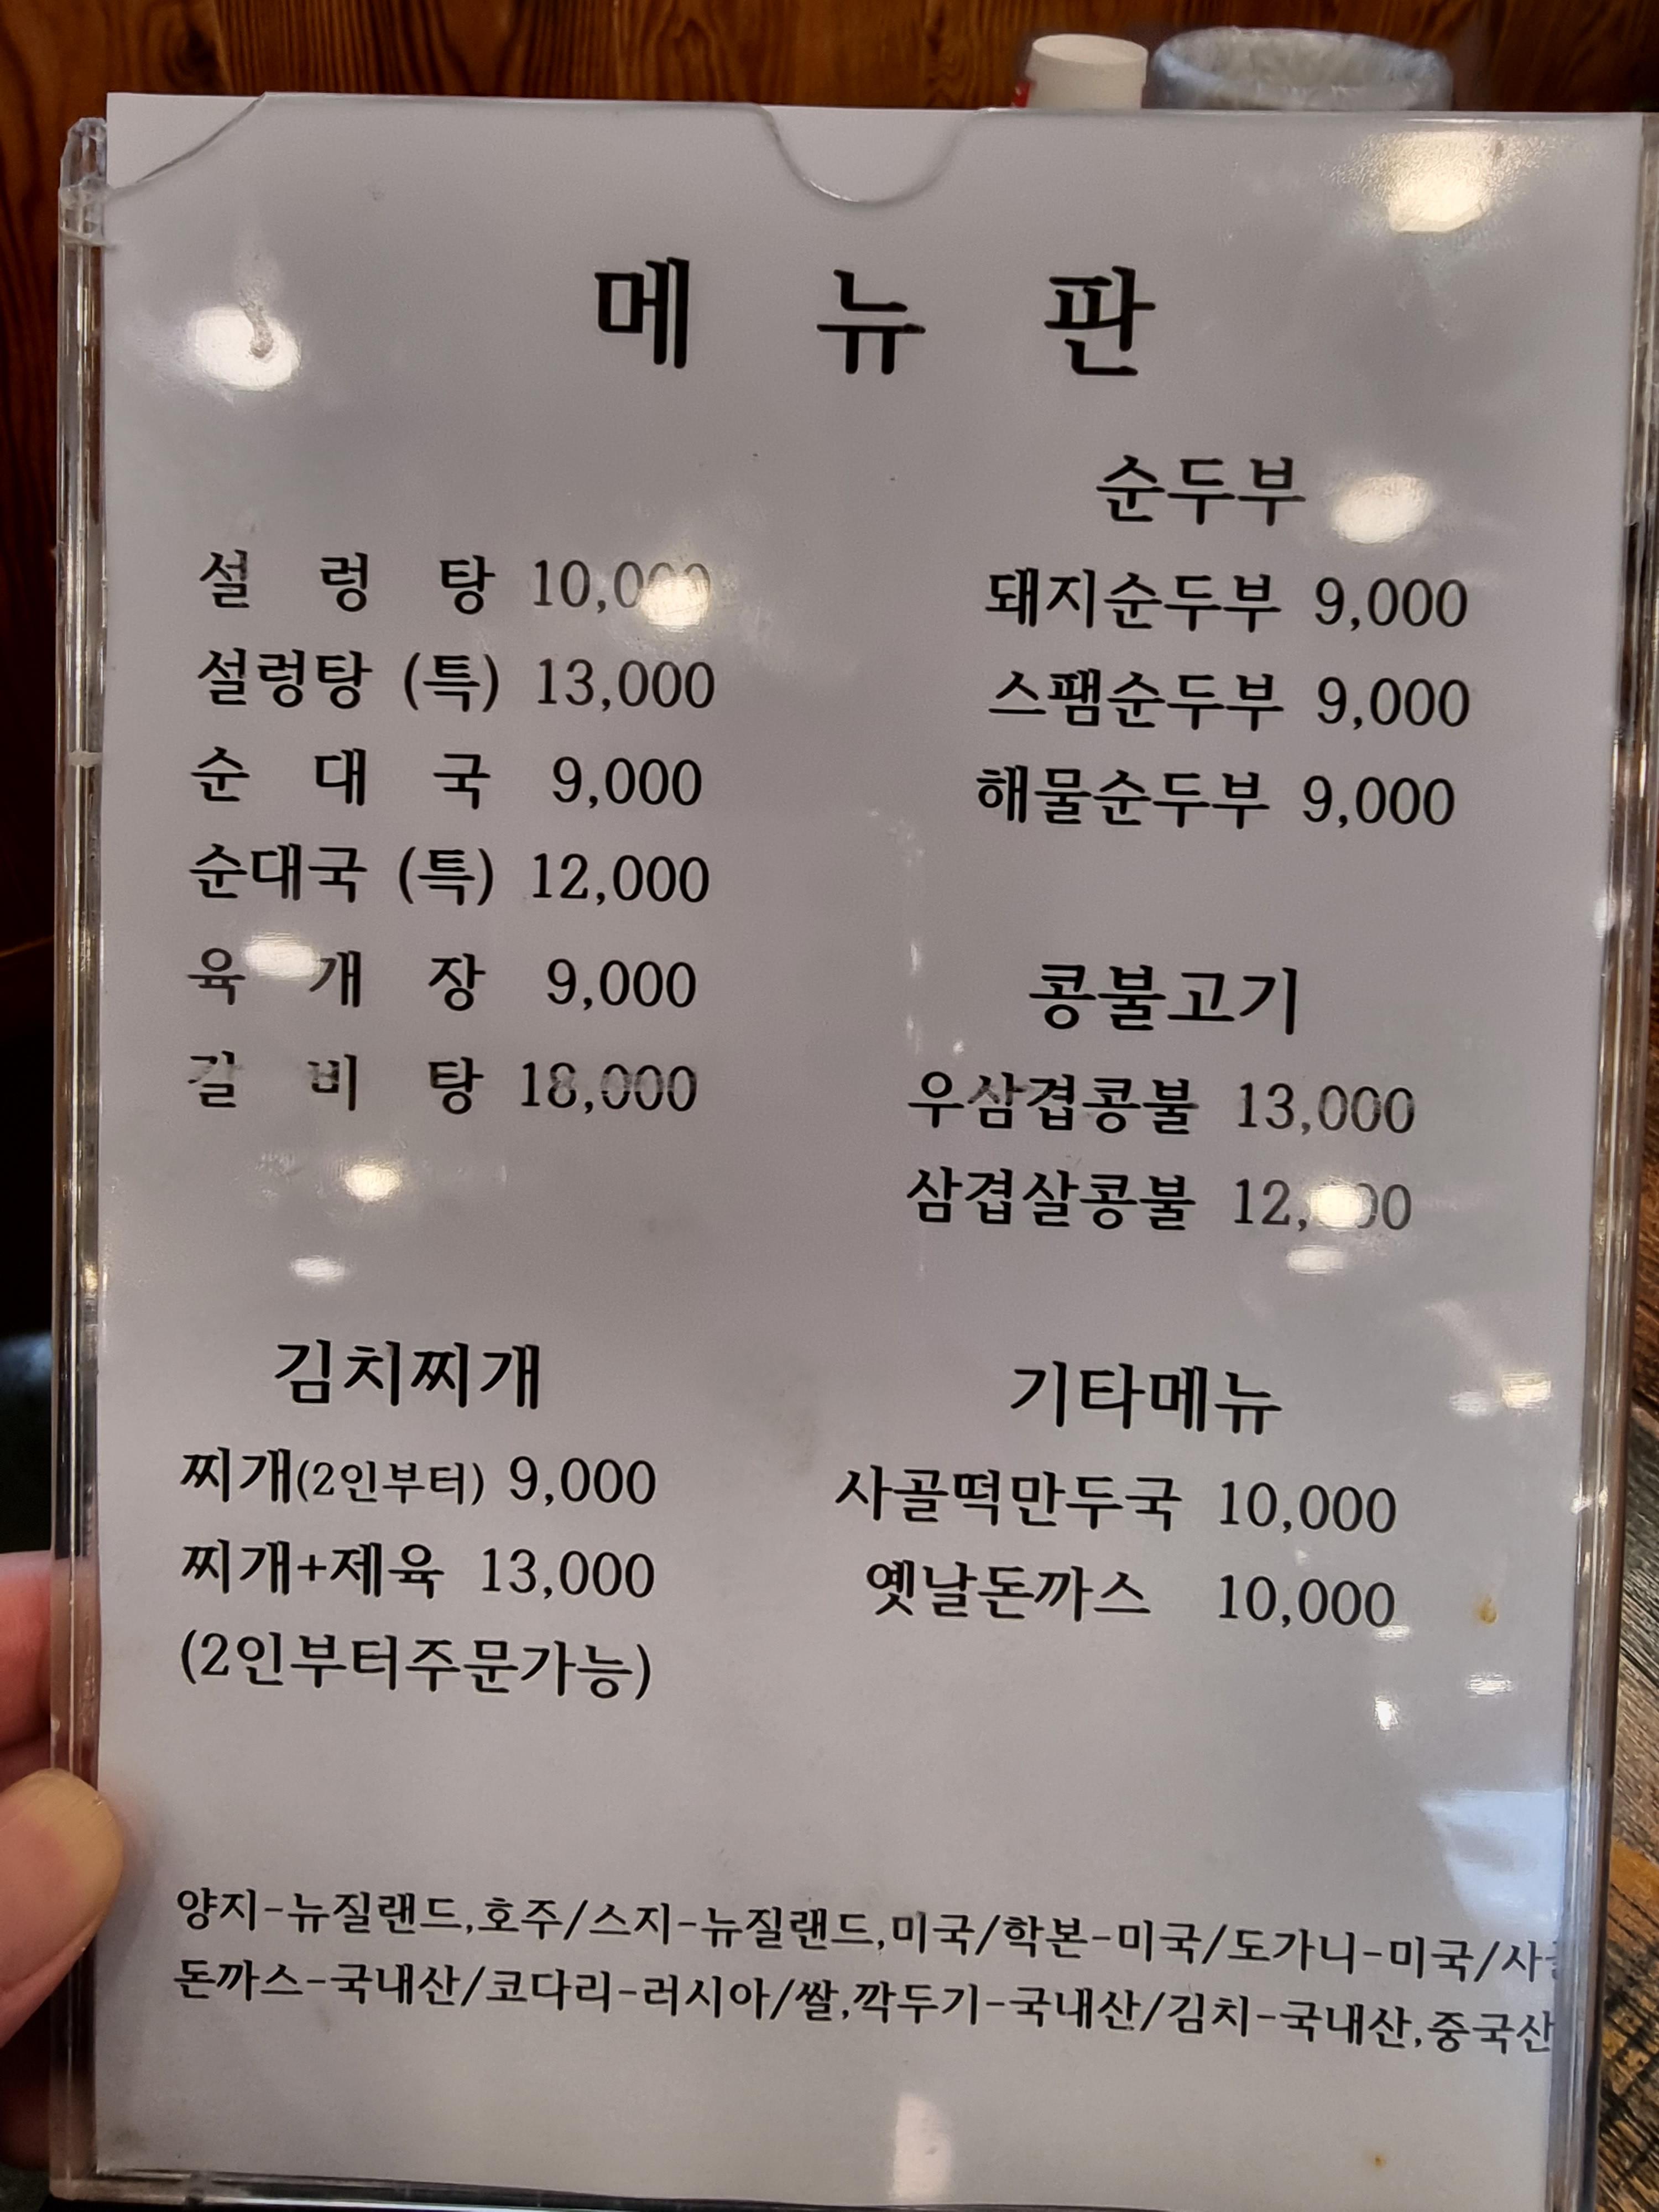 메 뉴 판
설 렁 탕 10,000
설렁탕 (특) 13,000
순 대 국 9,000
순대국 (특) 12,000
육 개 장 9,000
갈 비 탕 18,000
김치찌개
찌개(2인부터) 9,000
찌개+제육 13,000
(2인부터주문가능)
순두부
돼지순두부 9,000
스팸순두부 9,000
해물순두부 9,000
콩불고기
우삼겹콩불 13,000
삼겹살콩불 12,000
기타메뉴
사골떡만두국 10,000
옛날돈까스 10,000
양지-뉴질랜드,호주/스지-뉴질랜드,미국/학본-미국/도가니-미국/
돈까스-국내산/코다리-러시아/쌀,깍두기-국내산/김치-국내산,중국산